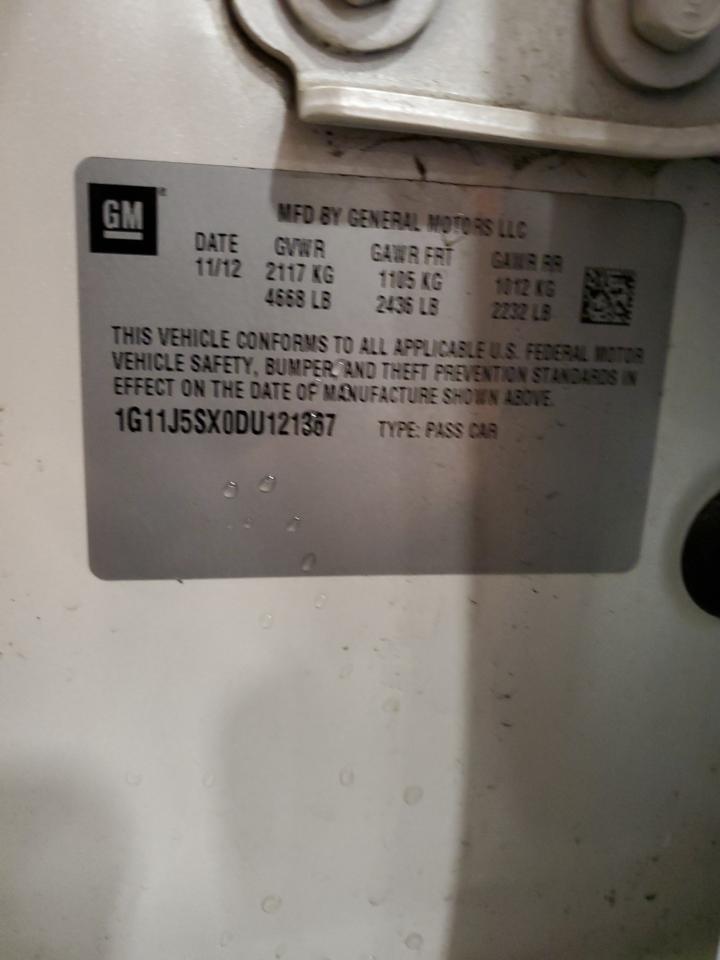 GM
MFD BY GENERAL MOTORS LLC
DATE GVWR GAWR FRT GAWR RR
11/12 2117 KG 1105 KG 1012 KG
4668 LB 2436 LB 2232 LB
THIS VEHICLE CONFORMS TO ALL APPLICABLE U.S. FEDERAL MOTOR
VEHICLE SAFETY, BUMPER, AND THEFT PREVENTION STANDARDS IN
EFFECT ON THE DATE OF MANUFACTURE SHOWN ABOVE.
1G11J5SX0DU121367 TYPE: PASS CAR